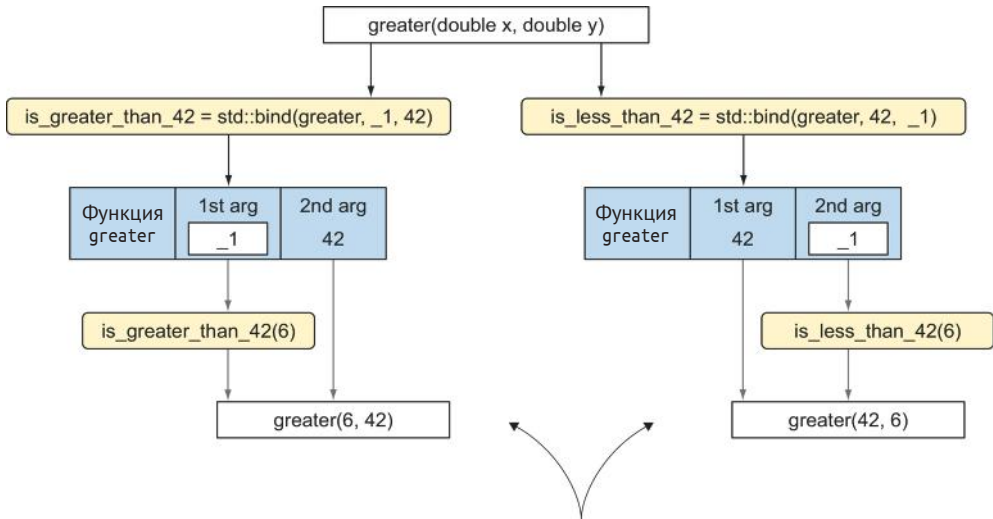 greater(double x, double y)
is_greater_than_42 = std::bind(greater, _1, 42)
is_less_than_42 = std::bind(greater, 42, _1)
Функция
greater
1st arg
_1
2nd arg
42
Функция
greater
1st arg
42
2nd arg
_1
is_greater_than_42(6)
is_less_than_42(6)
greater(6, 42)
greater(42, 6)